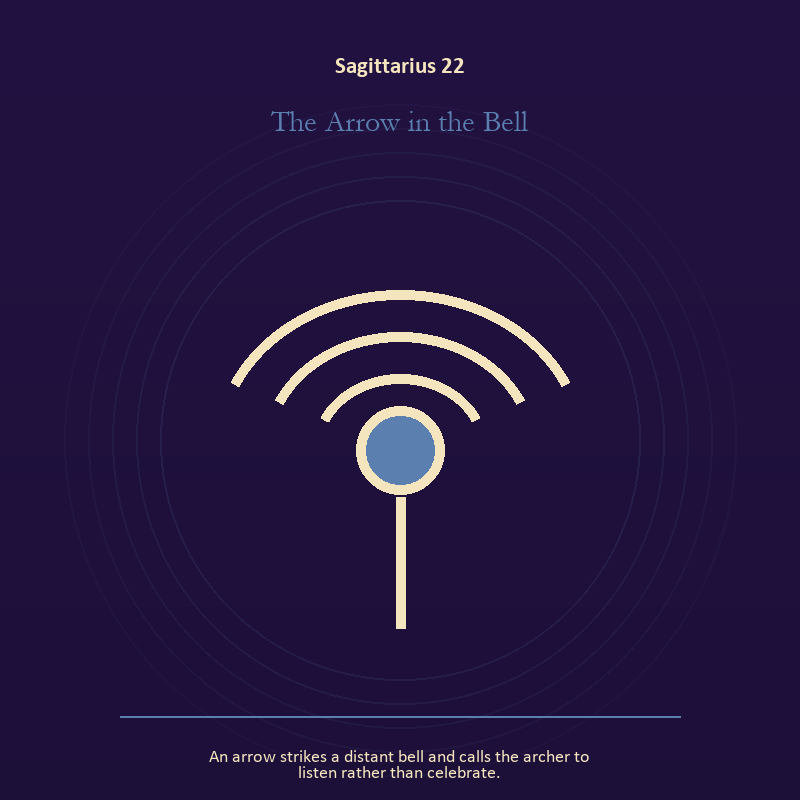 Sagittarius 22
The Arrow in the Bell
An arrow strikes a distant bell and calls the archer to
listen rather than celebrate.